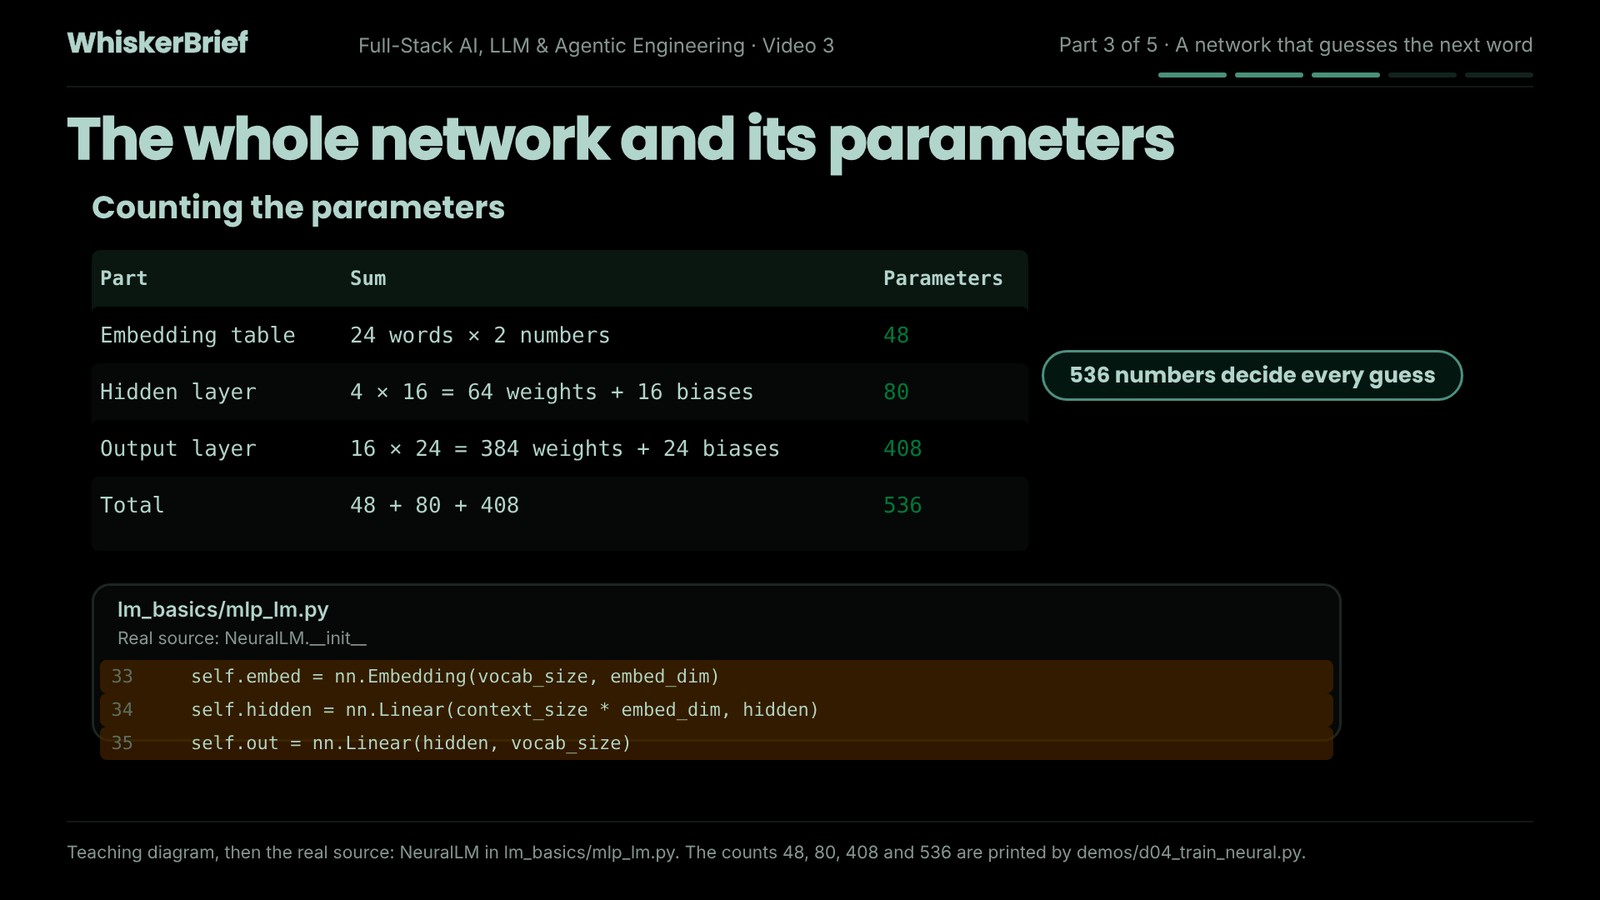 WhiskerBrief
Full-Stack AI, LLM & Agentic Engineering · Video 3
Part 3 of 5 · A network that guesses the next word
The whole network and its parameters
Counting the parameters
Part Sum Parameters
Embedding table 24 words × 2 numbers 48
Hidden layer 4 × 16 = 64 weights + 16 biases 80
Output layer 16 × 24 = 384 weights + 24 biases 408
Total 48 + 80 + 408 536
536 numbers decide every guess
lm_basics/mlp_lm.py
Real source: NeuralLM.__init__
33 self.embed = nn.Embedding(vocab_size, embed_dim)
34 self.hidden = nn.Linear(context_size * embed_dim, hidden)
35 self.out = nn.Linear(hidden, vocab_size)
Teaching diagram, then the real source: NeuralLM in lm_basics/mlp_lm.py. The counts 48, 80, 408 and 536 are printed by demos/d04_train_neural.py.